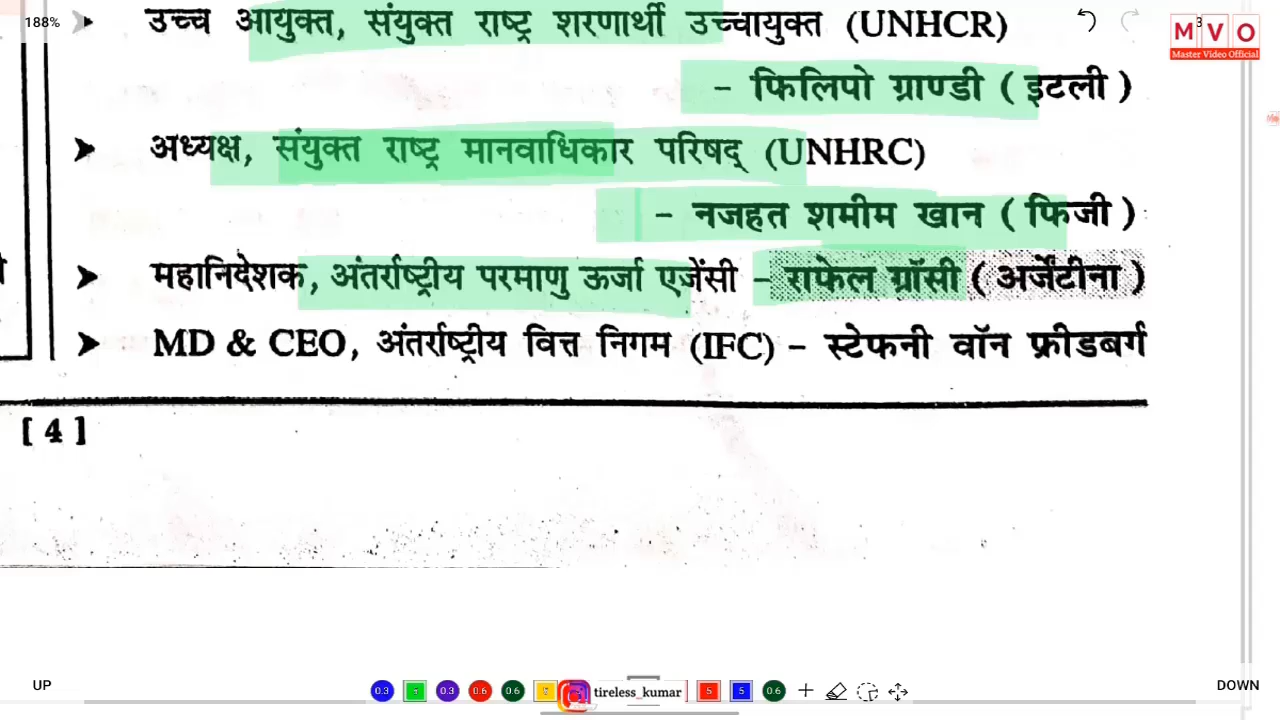 188%
उच्च आयुक्त, संयुक्त राष्ट्र शरणार्थी उच्चायुक्त (UNHCR)
3
M V O
Master Video Official
– फिलिपो ग्राण्डी ( इटली )
➤ अध्यक्ष, संयुक्त राष्ट्र मानवाधिकार परिषद् (UNHRC)
– नजहत शमीम खान ( फिजी )
➤ महानिदेशक, अंतर्राष्ट्रीय परमाणु ऊर्जा एजेंसी – राफेल ग्रॉसी ( अर्जेंटीना )
➤ MD & CEO, अंतर्राष्ट्रीय वित्त निगम (IFC) – स्टेफनी वॉन फ्रीडबर्ग
[ 4 ]
UP
DOWN
0.3 0.3 0.6 0.6 tireless_kumar 5 5 0.6